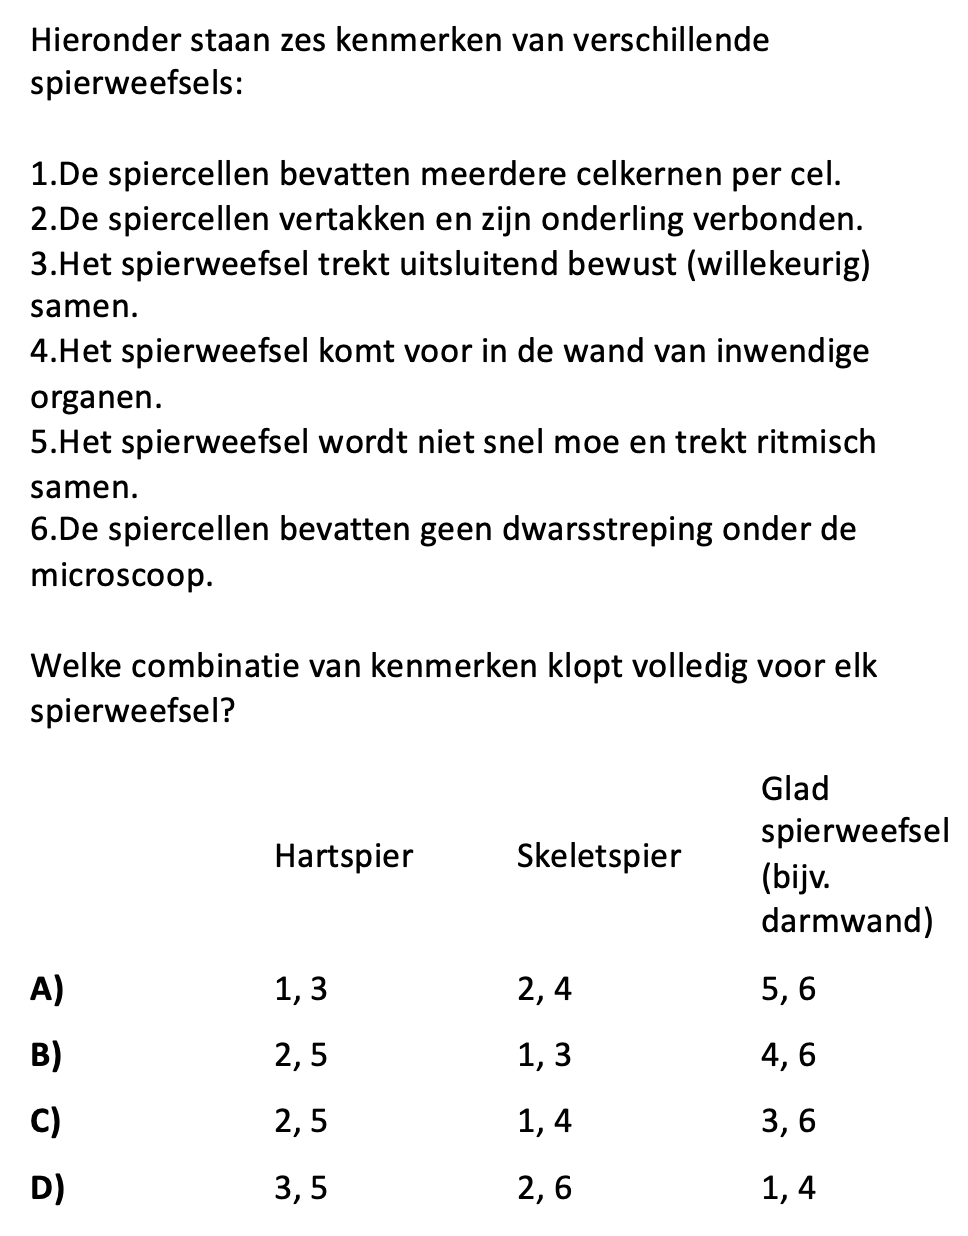 Hieronder staan zes kenmerken van verschillende
spierweefsels:
1.De spiercellen bevatten meerdere celkernen per cel.
2.De spiercellen vertakken en zijn onderling verbonden.
3.Het spierweefsel trekt uitsluitend bewust (willekeurig)
samen.
4.Het spierweefsel komt voor in de wand van inwendige
organen.
5.Het spierweefsel wordt niet snel moe en trekt ritmisch
samen.
6.De spiercellen bevatten geen dwarsstreping onder de
microscoop.
Welke combinatie van kenmerken klopt volledig voor elk
spierweefsel?
Hartspier
Skeletspier
Glad
spierweefsel
(bijv.
darmwand)
A) 1, 3 2, 4 5, 6
B) 2, 5 1, 3 4, 6
C) 2, 5 1, 4 3, 6
D) 3, 5 2, 6 1, 4